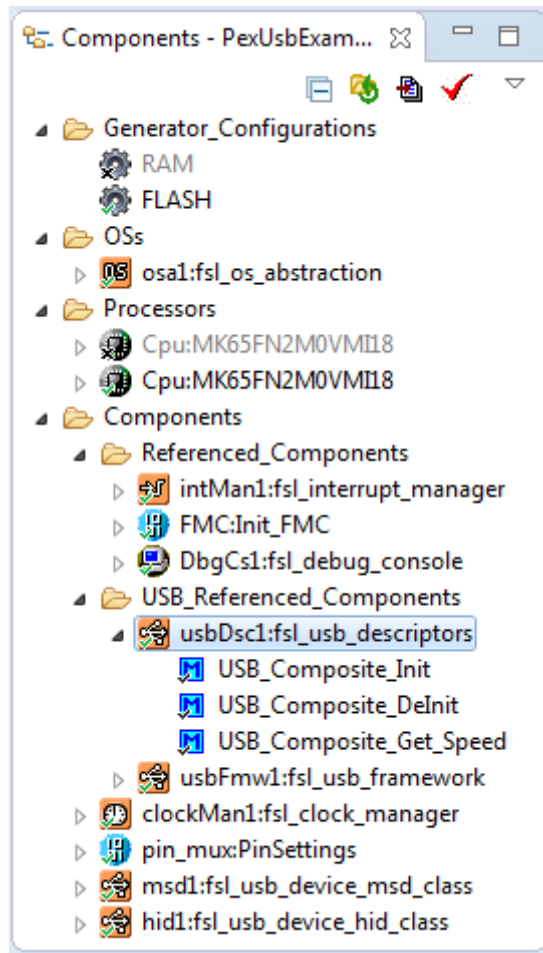 Components - PexUsbExam...
Generator_Configurations
RAM
FLASH
OSs
osa1:fsl_os_abstraction
Processors
Cpu:MK65FN2M0VMI18
Cpu:MK65FN2M0VMI18
Components
Referenced_Components
intMan1:fsl_interrupt_manager
FMC:Init_FMC
DbgCs1:fsl_debug_console
USB_Referenced_Components
usbDsc1:fsl_usb_descriptors
USB_Composite_Init
USB_Composite_DeInit
USB_Composite_Get_Speed
usbFmw1:fsl_usb_framework
clockMan1:fsl_clock_manager
pin_mux:PinSettings
msd1:fsl_usb_device_msd_class
hid1:fsl_usb_device_hid_class